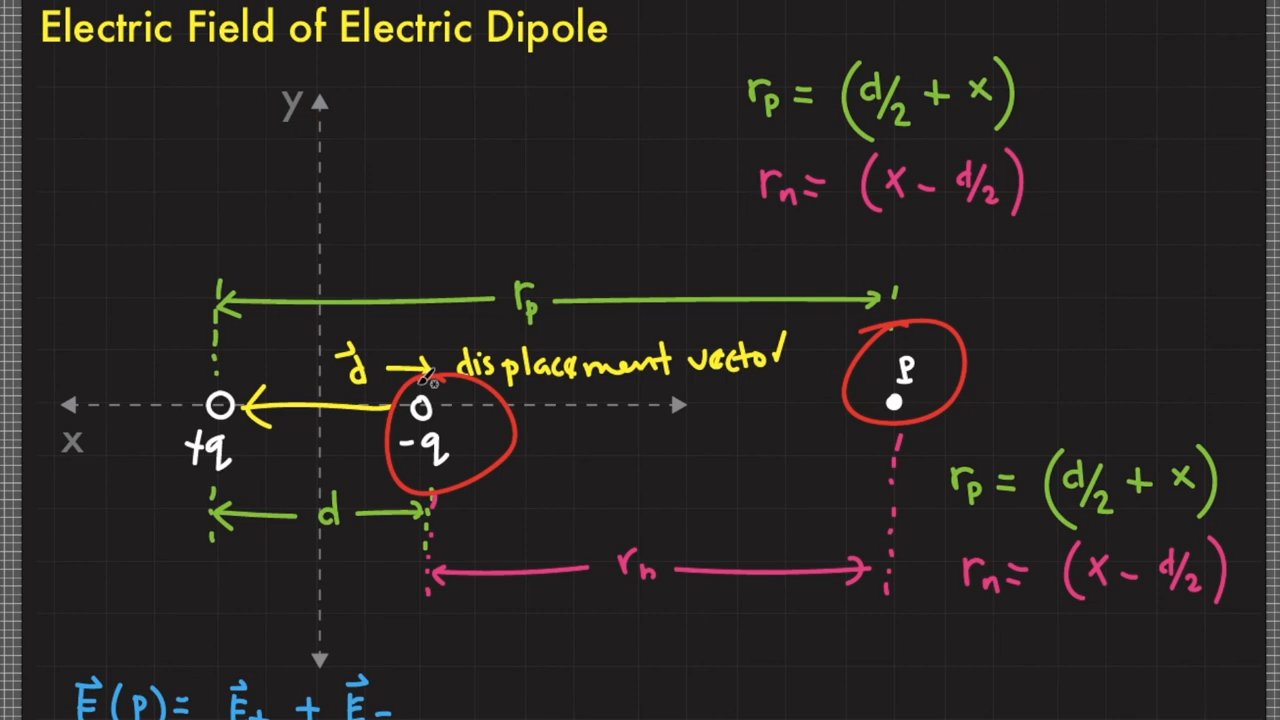 Electric Field of Electric Dipole
y
rp = (d/2 + x)
rn = (x - d/2)
rp
d⃗ → displacement vector
P
x
+q
-q
d
rn
rp = (d/2 + x)
rn = (x - d/2)
E⃗(P) = E⃗+ + E⃗-